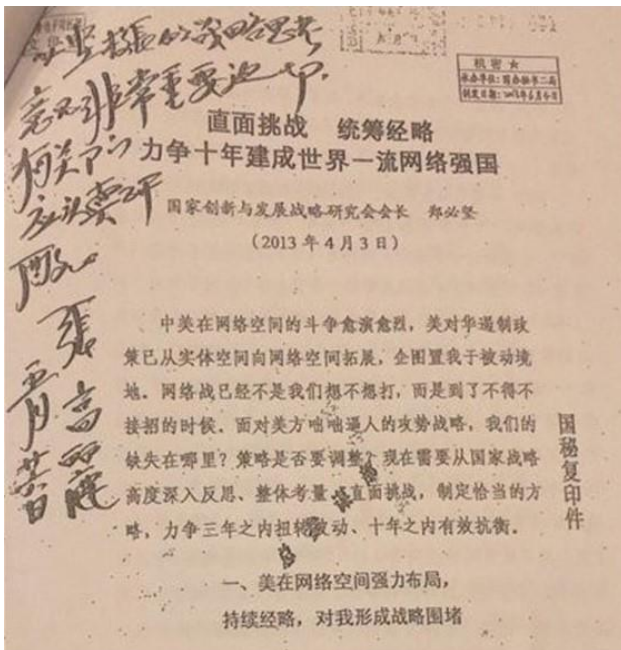 机密★
直面挑战 统筹经略
力争十年建成世界一流网络强国
国家创新与发展战略研究会会长 郑必坚
(2013年4月3日)
中美在网络空间的斗争愈演愈烈，美对华遏制政
策已从实体空间向网络空间拓展，企图置我于被动境
地。网络战已经不是我们想不想打，而是到了不得不
接招的时候。面对美方咄咄逼人的攻势战略，我们的
缺失在哪里？策略是否要调整？现在需要从国家战略
高度深入反思、整体考量、直面挑战，制定恰当的方
略，力争三年之内扭转被动、十年之内有效抗衡。
一、美在网络空间强力布局，
持续经略，对我形成战略围堵
国秘复印件
非常重要
张高丽